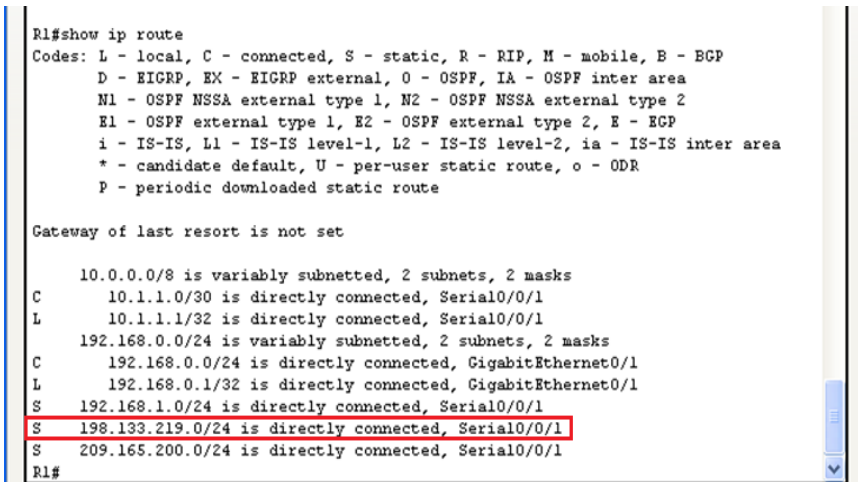 R1#show ip route
Codes: L - local, C - connected, S - static, R - RIP, M - mobile, B - BGP
       D - EIGRP, EX - EIGRP external, O - OSPF, IA - OSPF inter area
       N1 - OSPF NSSA external type 1, N2 - OSPF NSSA external type 2
       E1 - OSPF external type 1, E2 - OSPF external type 2, E - EGP
       i - IS-IS, L1 - IS-IS level-1, L2 - IS-IS level-2, ia - IS-IS inter area
       * - candidate default, U - per-user static route, o - ODR
       P - periodic downloaded static route
Gateway of last resort is not set
     10.0.0.0/8 is variably subnetted, 2 subnets, 2 masks
C       10.1.1.0/30 is directly connected, Serial0/0/1
L       10.1.1.1/32 is directly connected, Serial0/0/1
     192.168.0.0/24 is variably subnetted, 2 subnets, 2 masks
C       192.168.0.0/24 is directly connected, GigabitEthernet0/1
L       192.168.0.1/32 is directly connected, GigabitEthernet0/1
S    192.168.1.0/24 is directly connected, Serial0/0/1
S    198.133.219.0/24 is directly connected, Serial0/0/1
S    209.165.200.0/24 is directly connected, Serial0/0/1
R1#